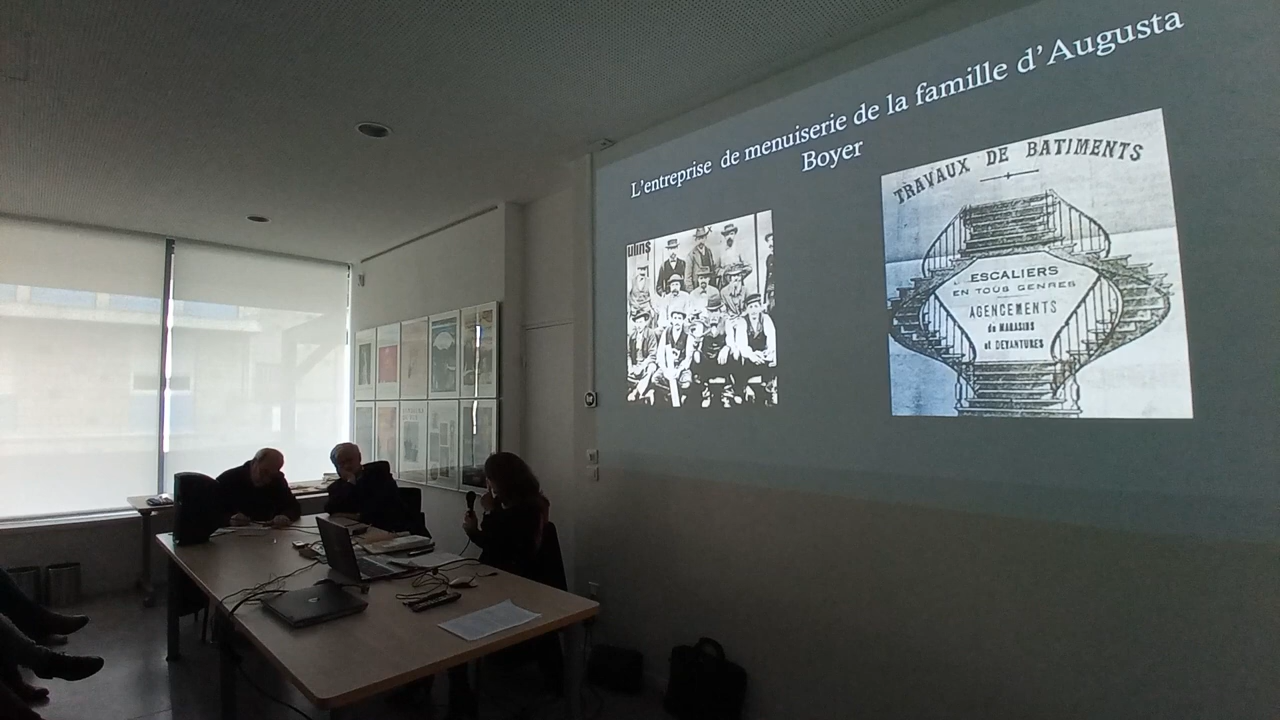 L'entreprise de menuiserie de la famille d'Augusta
Boyer
ulins
TRAVAUX DE BATIMENTS
ESCALIERS
EN TOUS GENRES
AGENCEMENTS
de MAGASINS
et DEVANTURES